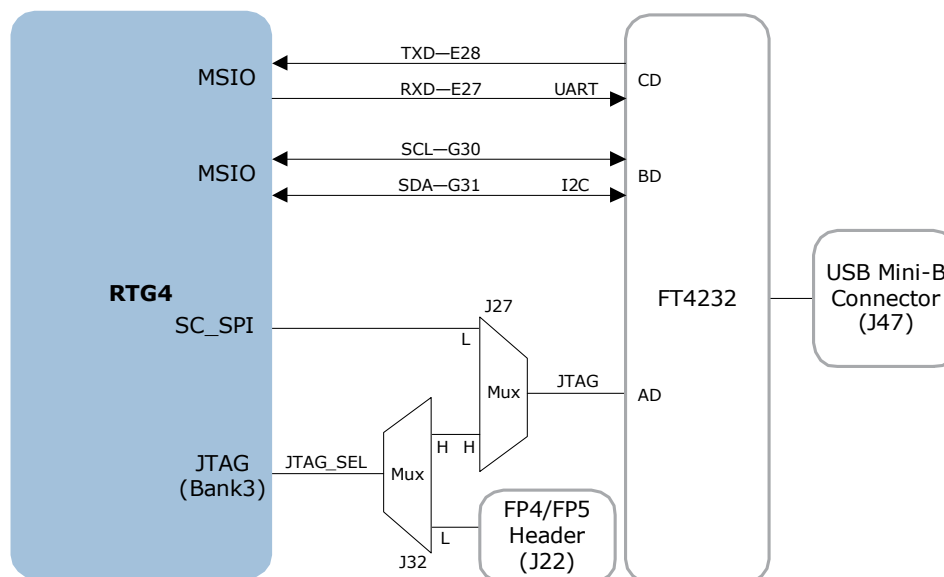 TXD—E28
MSIO
CD
RXD—E27
UART
SCL—G30
MSIO
BD
SDA—G31
I2C
RTG4
FT4232
USB Mini-B
Connector
(J47)
J27
SC_SPI
L
Mux
JTAG
AD
H
H
JTAG
(Bank3)
JTAG_SEL
Mux
FP4/FP5
Header
(J22)
L
J32